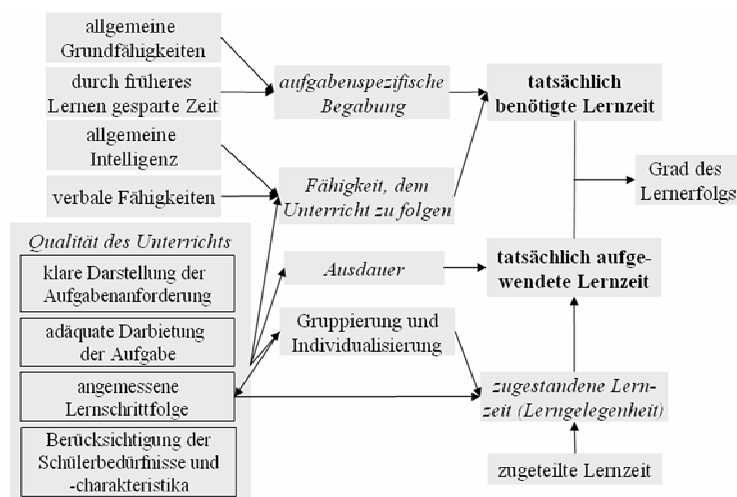 allgemeine
Grundfähigkeiten
durch früheres
Lernen gesparte Zeit
allgemeine
Intelligenz
verbale Fähigkeiten
Qualität des Unterrichts
klare Darstellung der
Aufgabenanforderung
adäquate Darbietung
der Aufgabe
angemessene
Lernschrittfolge
Berücksichtigung der
Schülerbedürfnisse und
-charakteristika
aufgabenspezifische
Begabung
Fähigkeit, dem
Unterricht zu folgen
Ausdauer
Gruppierung und
Individualisierung
tatsächlich
benötigte Lernzeit
tatsächlich aufge-
wendete Lernzeit
zugestandene Lern-
zeit (Lerngelegenheit)
zugeteilte Lernzeit
Grad des
Lernerfolgs